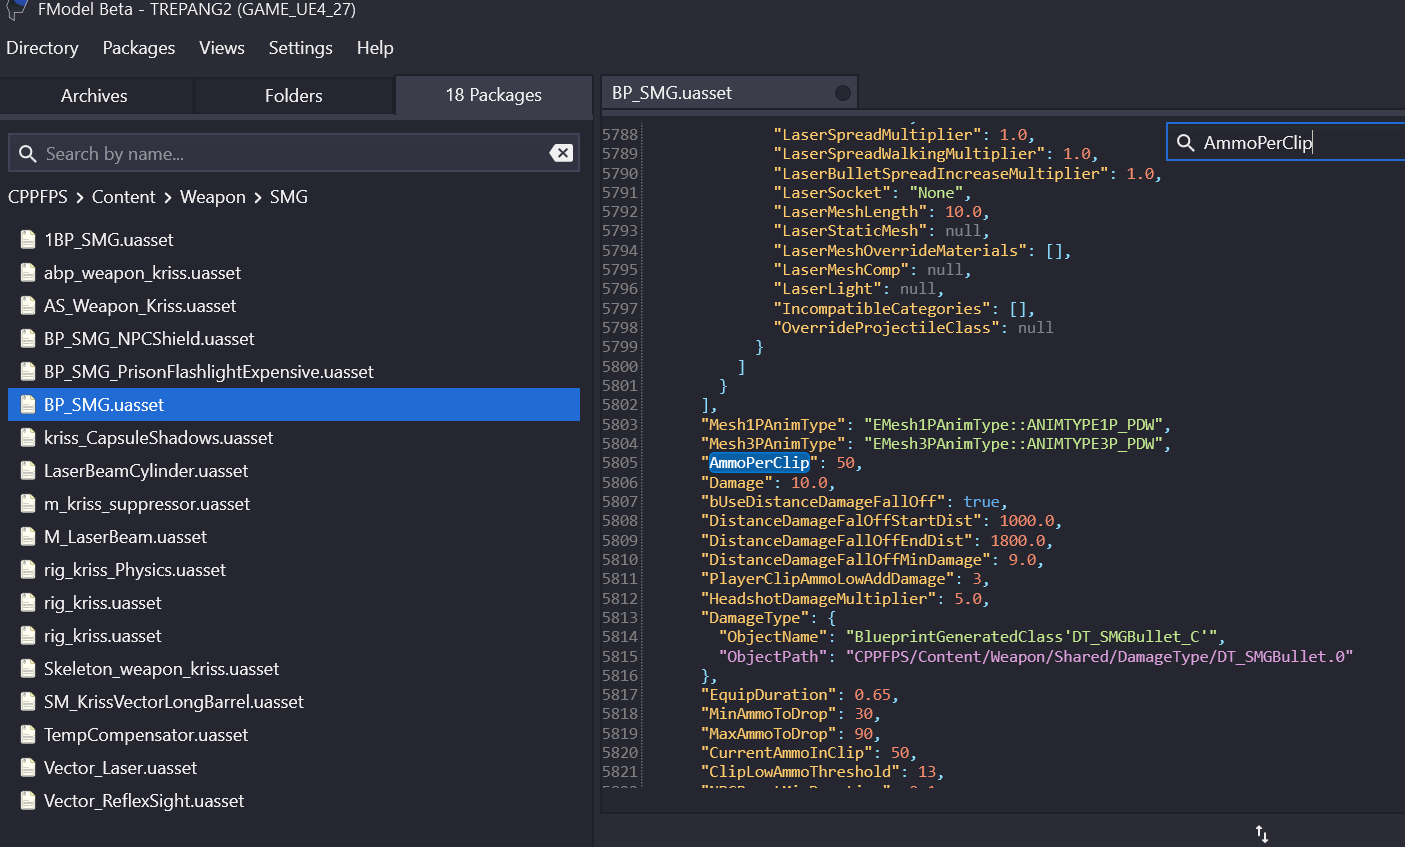 FModel Beta - TREPANG2 (GAME_UE4_27)
Directory Packages Views Settings Help
Archives Folders 18 Packages
Search by name...
CPPFPS > Content > Weapon > SMG
1BP_SMG.uasset
abp_weapon_kriss.uasset
AS_Weapon_Kriss.uasset
BP_SMG_NPCShield.uasset
BP_SMG_PrisonFlashlightExpensive.uasset
BP_SMG.uasset
kriss_CapsuleShadows.uasset
LaserBeamCylinder.uasset
m_kriss_suppressor.uasset
M_LaserBeam.uasset
rig_kriss_Physics.uasset
rig_kriss.uasset
rig_kriss.uasset
Skeleton_weapon_kriss.uasset
SM_KrissVectorLongBarrel.uasset
TempCompensator.uasset
Vector_Laser.uasset
Vector_ReflexSight.uasset
BP_SMG.uasset
AmmoPerClip
5788 "LaserSpreadMultiplier": 1.0,
5789 "LaserSpreadWalkingMultiplier": 1.0,
5790 "LaserBulletSpreadIncreaseMultiplier": 1.0,
5791 "LaserSocket": "None",
5792 "LaserMeshLength": 10.0,
5793 "LaserStaticMesh": null,
5794 "LaserMeshOverrideMaterials": [],
5795 "LaserMeshComp": null,
5796 "LaserLight": null,
5797 "IncompatibleCategories": [],
5798 "OverrideProjectileClass": null
5799 }
5800 ]
5801 }
5802 ],
5803 "Mesh1PAnimType": "EMesh1PAnimType::ANIMTYPE1P_PDW",
5804 "Mesh3PAnimType": "EMesh3PAnimType::ANIMTYPE3P_PDW",
5805 "AmmoPerClip": 50,
5806 "Damage": 10.0,
5807 "bUseDistanceDamageFallOff": true,
5808 "DistanceDamageFalOffStartDist": 1000.0,
5809 "DistanceDamageFallOffEndDist": 1800.0,
5810 "DistanceDamageFallOffMinDamage": 9.0,
5811 "PlayerClipAmmoLowAddDamage": 3,
5812 "HeadshotDamageMultiplier": 5.0,
5813 "DamageType": {
5814 "ObjectName": "BlueprintGeneratedClass'DT_SMGBullet_C'",
5815 "ObjectPath": "CPPFPS/Content/Weapon/Shared/DamageType/DT_SMGBullet.0"
5816 },
5817 "EquipDuration": 0.65,
5818 "MinAmmoToDrop": 30,
5819 "MaxAmmoToDrop": 90,
5820 "CurrentAmmoInClip": 50,
5821 "ClipLowAmmoThreshold": 13,